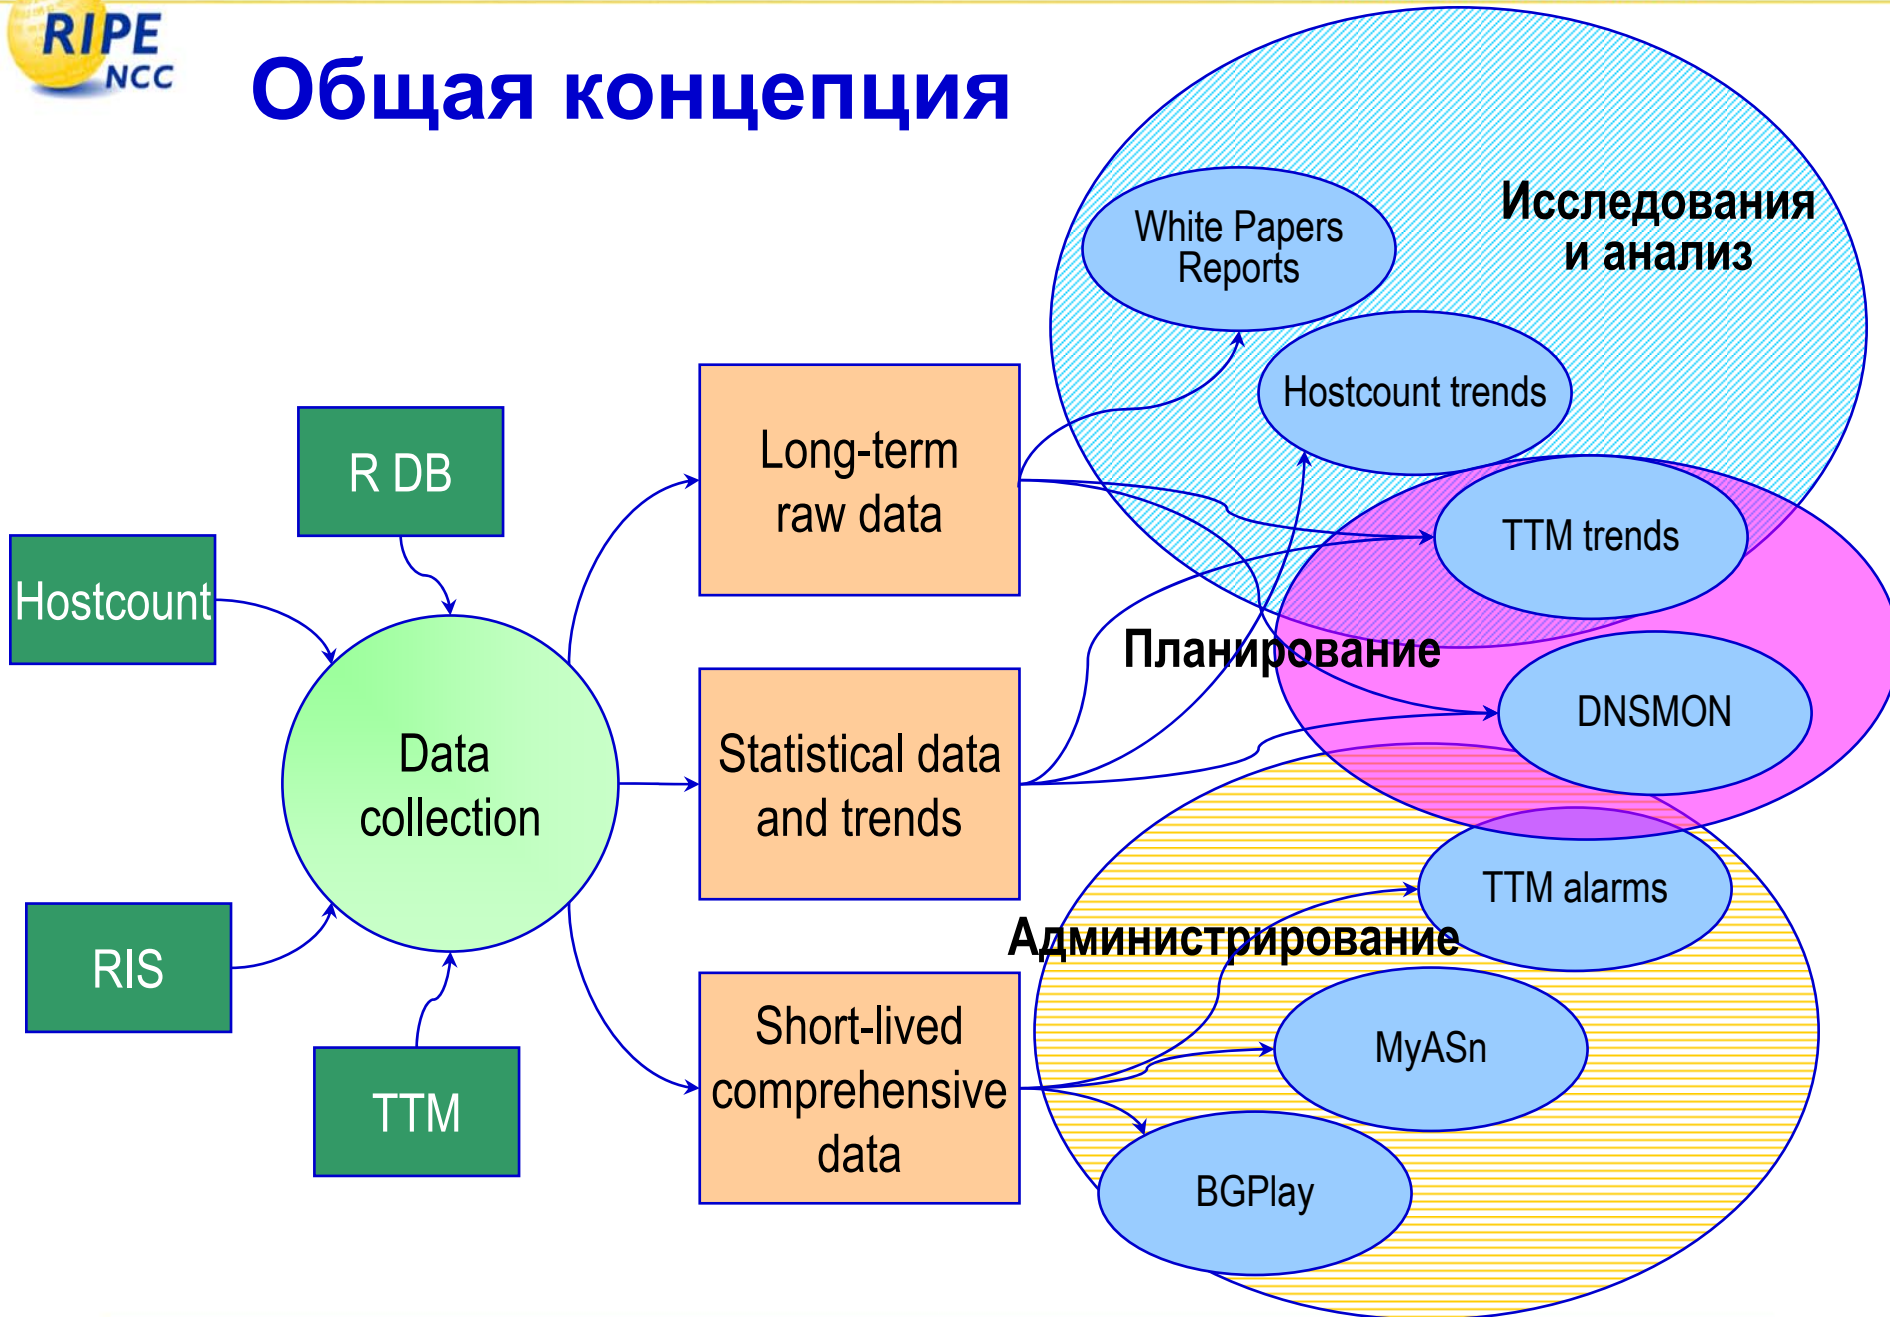 RIPE
NCC
Общая концепция
White Papers
Reports
Исследования
и анализ
Hostcount trends
R DB
Long-term
raw data
TTM trends
Hostcount
Планирование
DNSMON
Data
collection
Statistical data
and trends
TTM alarms
RIS
Администрирование
Short-lived
comprehensive
data
MyASn
TTM
BGPlay